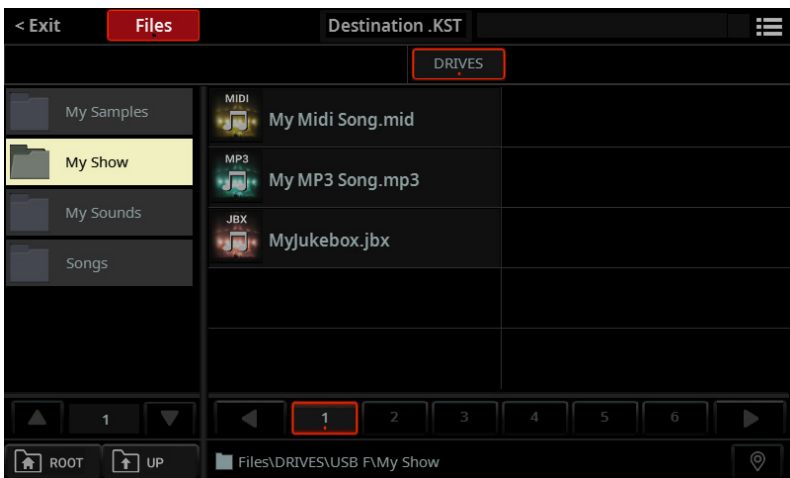 < Exit Files Destination .KST
DRIVES
My Samples
My Show
My Sounds
Songs
MIDI
My Midi Song.mid
MP3
My MP3 Song.mp3
JBX
MyJukebox.jbx
1
1 2 3 4 5 6
ROOT UP Files\DRIVES\USB F\My Show